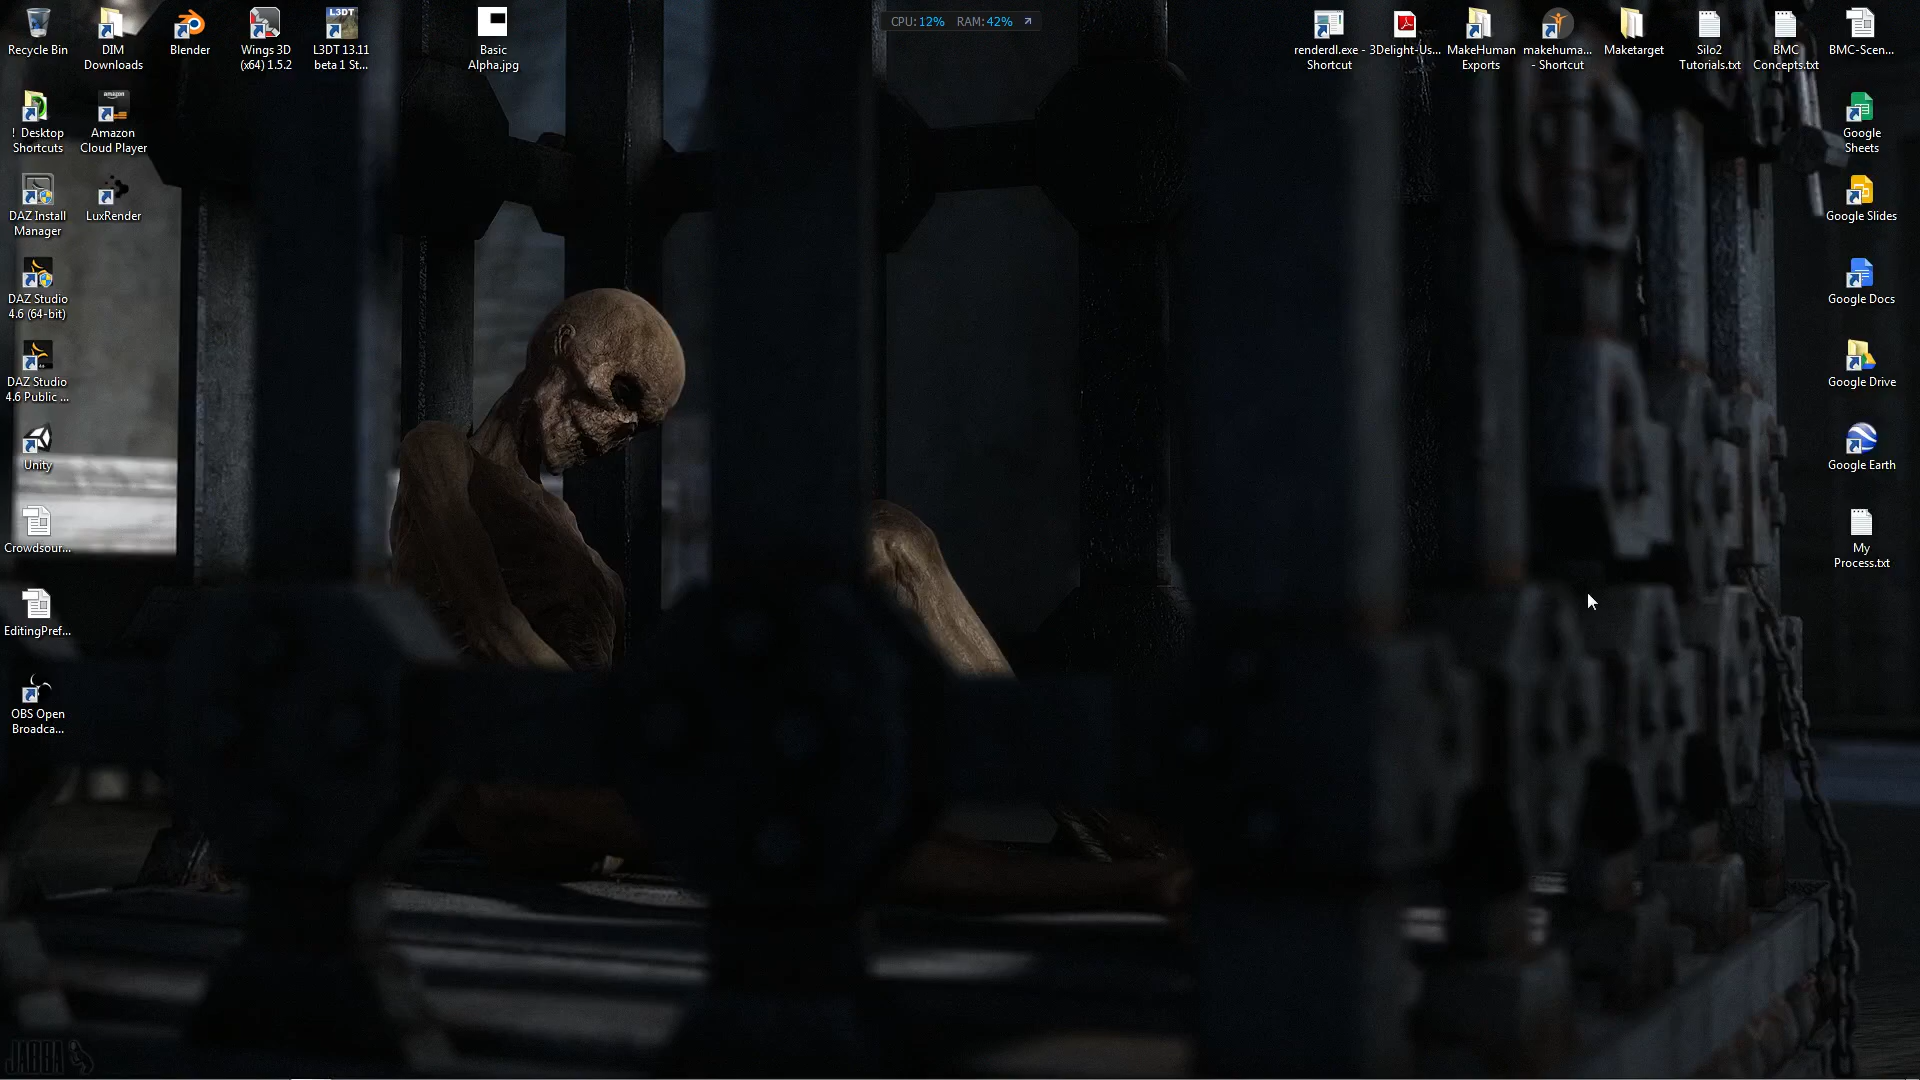 CPU: 12% RAM: 42%
Recycle Bin
DIM
Downloads
Blender
Wings 3D
(x64) 1.5.2
L3DT
L3DT 13.11
beta 1 St...
Basic
Alpha.jpg
renderdl.exe -
Shortcut
3Delight-Us...
MakeHuman
Exports
makehuma...
- Shortcut
Maketarget
Silo2
Tutorials.txt
BMC
Concepts.txt
BMC-Scen...
! Desktop
Shortcuts
amazon
Amazon
Cloud Player
Google
Sheets
DAZ Install
Manager
LuxRender
Google Slides
DAZ Studio
4.6 (64-bit)
Google Docs
DAZ Studio
4.6 Public ...
Google Drive
Unity
Google Earth
Crowdsour...
My
Process.txt
EditingPref...
OBS Open
Broadca...
JABBA